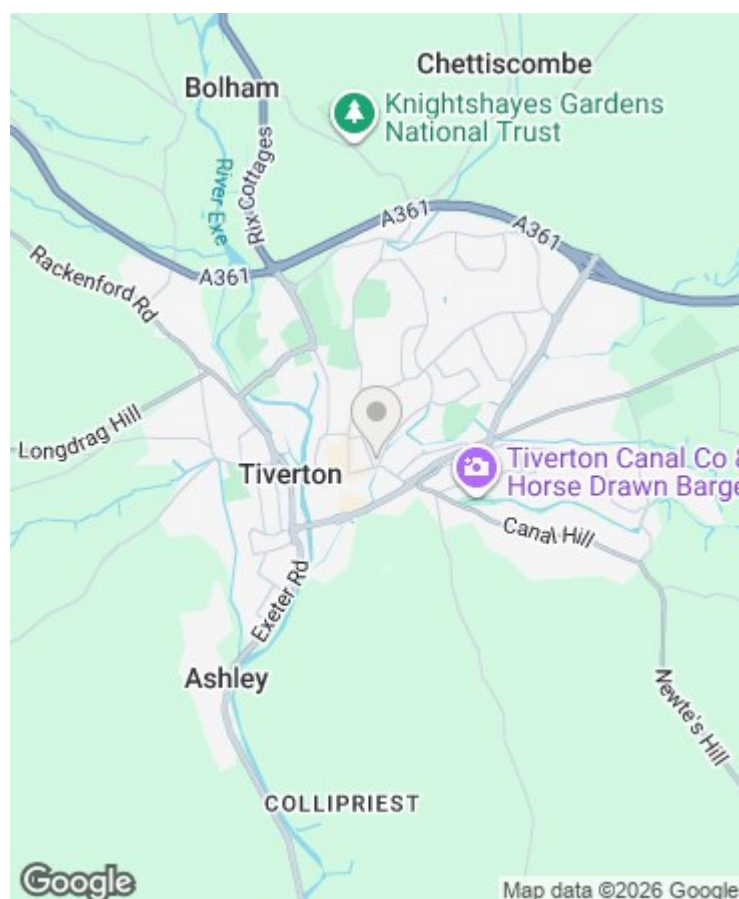 Chettiscombe
Bolham
Knightshayes Gardens
National Trust
River Exe
Rix Cottages
A361
A361
A361
Rackenford Rd
Longdrag Hill
Tiverton
Tiverton Canal Co &
Horse Drawn Barge
Canal Hill
Exeter Rd
Ashley
Newte's Hill
COLLIPRIEST
Google
Map data ©2026 Google